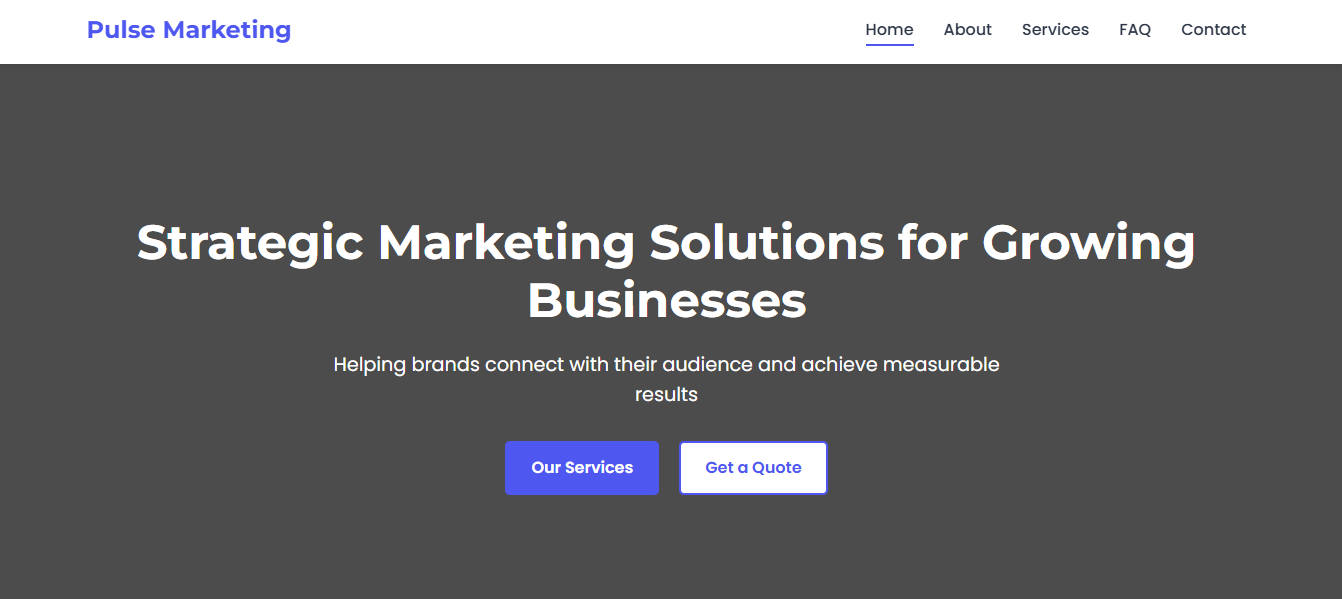 Pulse Marketing
Home About Services FAQ Contact
Strategic Marketing Solutions for Growing
Businesses
Helping brands connect with their audience and achieve measurable
results
Our Services
Get a Quote